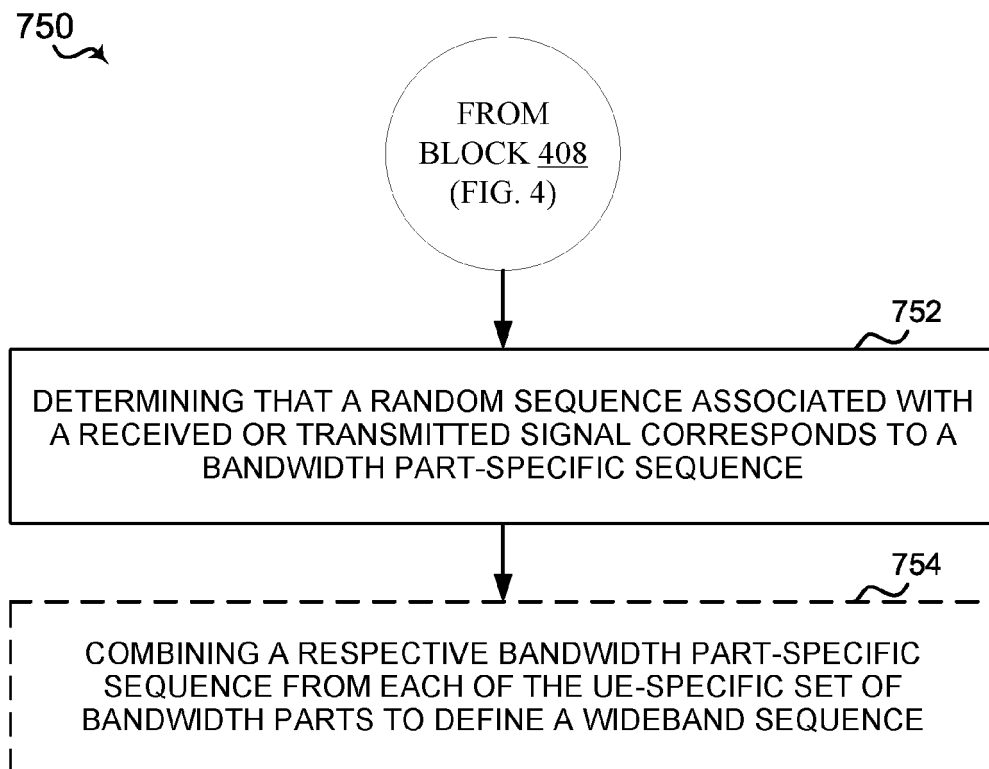 750
FROM
BLOCK 408
(FIG. 4)
752
DETERMINING THAT A RANDOM SEQUENCE ASSOCIATED WITH
A RECEIVED OR TRANSMITTED SIGNAL CORRESPONDS TO A
BANDWIDTH PART-SPECIFIC SEQUENCE
754
COMBINING A RESPECTIVE BANDWIDTH PART-SPECIFIC
SEQUENCE FROM EACH OF THE UE-SPECIFIC SET OF
BANDWIDTH PARTS TO DEFINE A WIDEBAND SEQUENCE